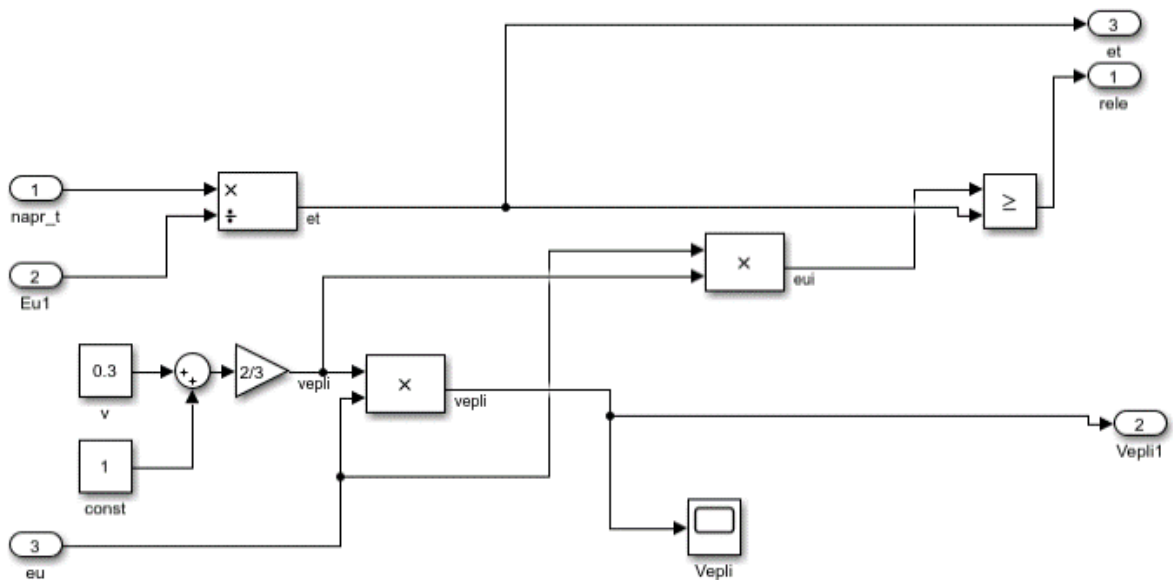 3
et
1
rele
1
napr_t
×
÷
et
≥
2
Eu1
×
eui
0.3
v
+
+
2/3
vepli
×
vepli
2
Vepli1
1
const
3
eu
Vepli